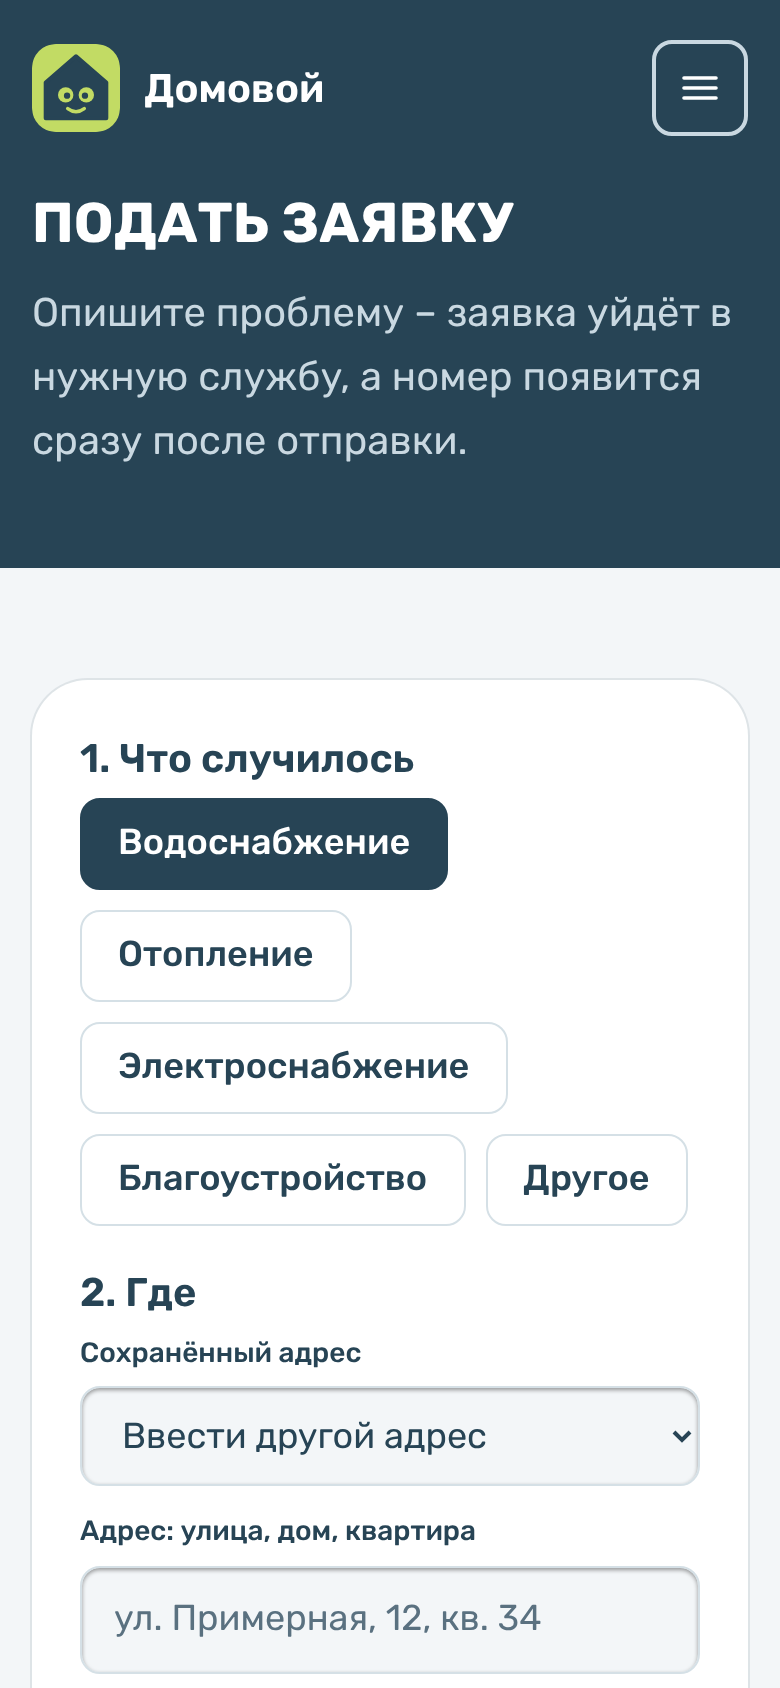 Домовой
ПОДАТЬ ЗАЯВКУ
Опишите проблему – заявка уйдёт в
нужную службу, а номер появится
сразу после отправки.
1. Что случилось
Водоснабжение
Отопление
Электроснабжение
Благоустройство Другое
2. Где
Сохранённый адрес
Ввести другой адрес
Адрес: улица, дом, квартира
ул. Примерная, 12, кв. 34